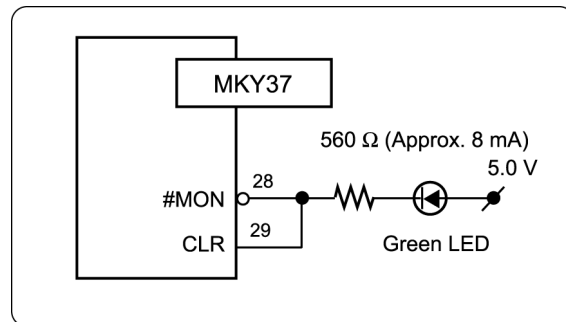 MKY37
560 Ω (Approx. 8 mA)
5.0 V
#MON
28
CLR
29
Green LED